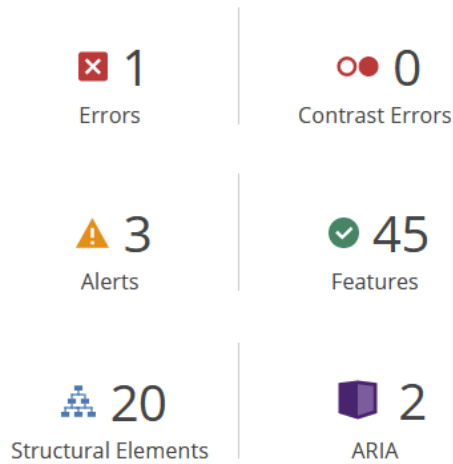 1
Errors
0
Contrast Errors
3
Alerts
45
Features
20
Structural Elements
2
ARIA